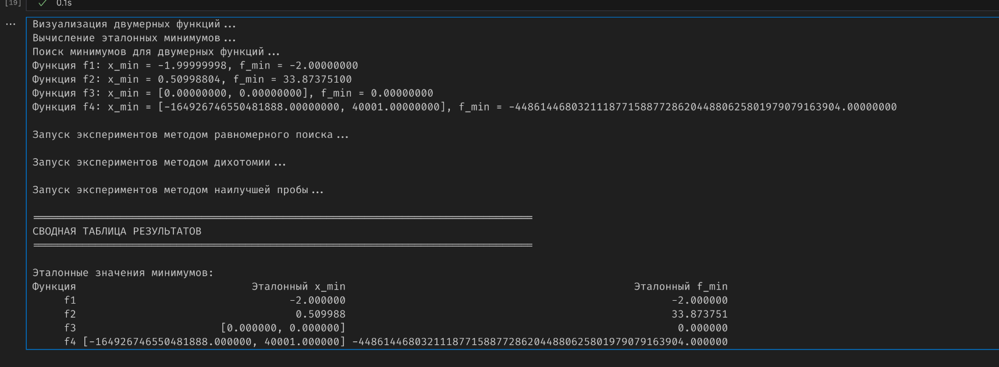 [19]
✓ 0.1s
...
Визуализация двумерных функций...
Вычисление эталонных минимумов...
Поиск минимумов для двумерных функций...
Функция f1: x_min = -1.99999998, f_min = -2.00000000
Функция f2: x_min = 0.50998804, f_min = 33.87375100
Функция f3: x_min = [0.00000000, 0.00000000], f_min = 0.00000000
Функция f4: x_min = [-164926746550481888.00000000, 40001.00000000], f_min = -4486144680321118771588772862044880625801979079163904.00000000
Запуск экспериментов методом равномерного поиска...
Запуск экспериментов методом дихотомии...
Запуск экспериментов методом наилучшей пробы...
================================================================================
СВОДНАЯ ТАБЛИЦА РЕЗУЛЬТАТОВ
================================================================================
Эталонные значения минимумов:
Функция Эталонный x_min Эталонный f_min
f1 -2.000000 -2.000000
f2 0.509988 33.873751
f3 [0.000000, 0.000000] 0.000000
f4 [-164926746550481888.000000, 40001.000000] -4486144680321118771588772862044880625801979079163904.000000